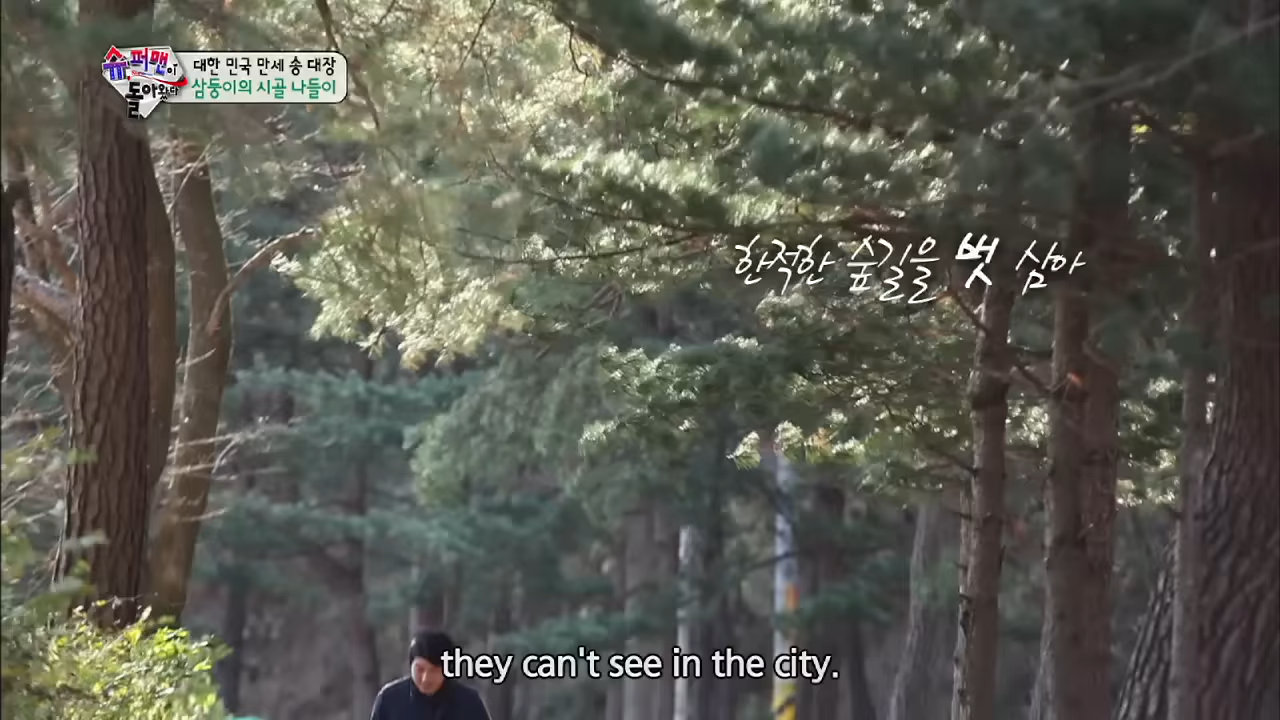 슈퍼맨이
돌아왔다
대한 민국 만세 송 대장
삼둥이의 시골 나들이
한적한 숲길을 벗 삼아
they can't see in the city.